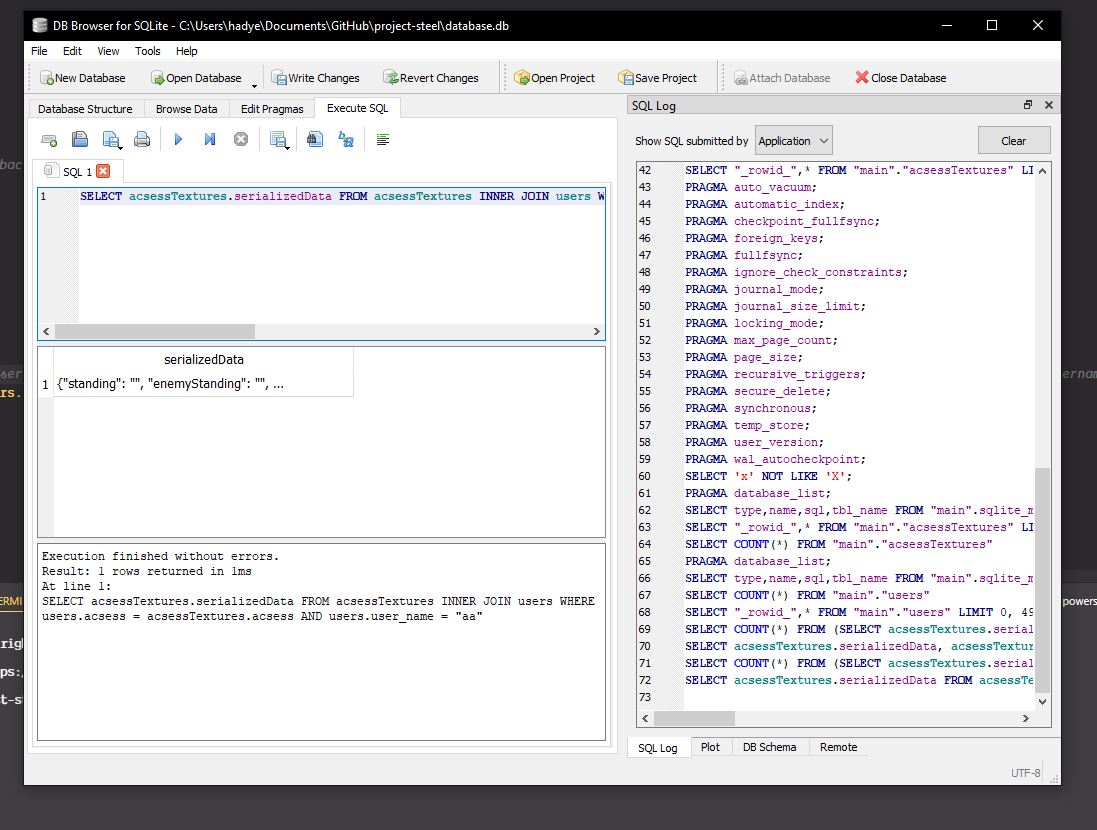 DB Browser for SQLite - C:\Users\hadye\Documents\GitHub\project-steel\database.db
File Edit View Tools Help
New Database Open Database Write Changes Revert Changes Open Project Save Project Attach Database Close Database
Database Structure Browse Data Edit Pragmas Execute SQL
SQL 1
1 SELECT acsessTextures.serializedData FROM acsessTextures INNER JOIN users W
serializedData
1 {"standing": "", "enemyStanding": "", ...
Execution finished without errors.
Result: 1 rows returned in 1ms
At line 1:
SELECT acsessTextures.serializedData FROM acsessTextures INNER JOIN users WHERE
users.acsess = acsessTextures.acsess AND users.user_name = "aa"
SQL Log
Show SQL submitted by Application Clear
42 SELECT "_rowid_",* FROM "main"."acsessTextures" LI
43 PRAGMA auto_vacuum;
44 PRAGMA automatic_index;
45 PRAGMA checkpoint_fullfsync;
46 PRAGMA foreign_keys;
47 PRAGMA fullfsync;
48 PRAGMA ignore_check_constraints;
49 PRAGMA journal_mode;
50 PRAGMA journal_size_limit;
51 PRAGMA locking_mode;
52 PRAGMA max_page_count;
53 PRAGMA page_size;
54 PRAGMA recursive_triggers;
55 PRAGMA secure_delete;
56 PRAGMA synchronous;
57 PRAGMA temp_store;
58 PRAGMA user_version;
59 PRAGMA wal_autocheckpoint;
60 SELECT 'x' NOT LIKE 'X';
61 PRAGMA database_list;
62 SELECT type,name,sql,tbl_name FROM "main".sqlite_m
63 SELECT "_rowid_",* FROM "main"."acsessTextures" LI
64 SELECT COUNT(*) FROM "main"."acsessTextures"
65 PRAGMA database_list;
66 SELECT type,name,sql,tbl_name FROM "main".sqlite_m
67 SELECT COUNT(*) FROM "main"."users"
68 SELECT "_rowid_",* FROM "main"."users" LIMIT 0, 49
69 SELECT COUNT(*) FROM (SELECT acsessTextures.serial
70 SELECT acsessTextures.serializedData, acsessTextur
71 SELECT COUNT(*) FROM (SELECT acsessTextures.serial
72 SELECT acsessTextures.serializedData FROM acsessTe
73
SQL Log Plot DB Schema Remote
UTF-8
bac
ser
rs.
ername
ERMI
powers
righ
ps:/
t-s